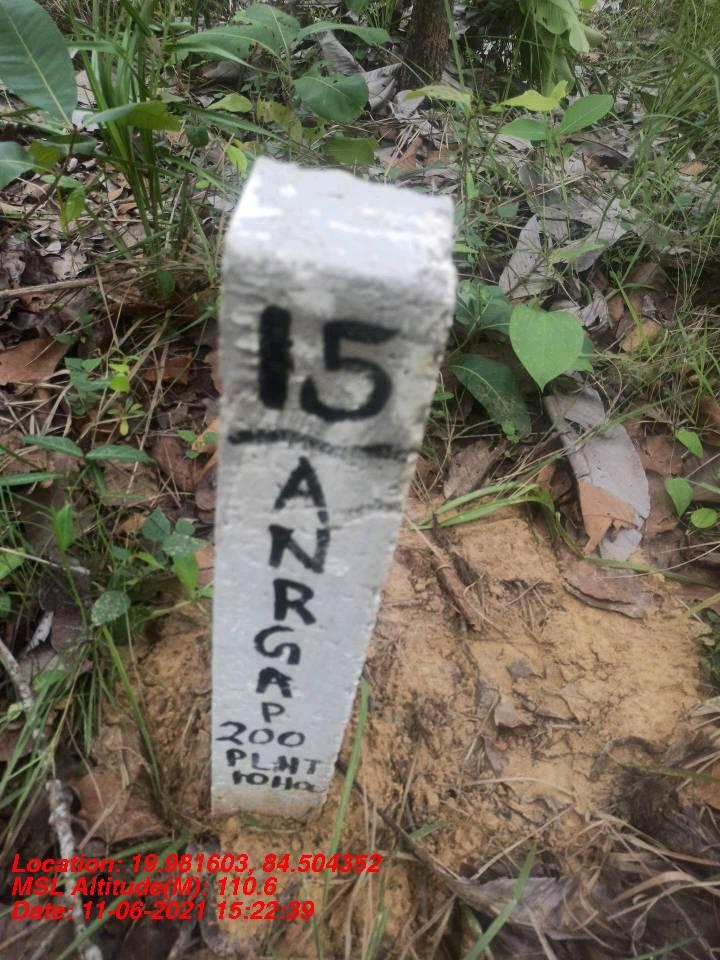 15
A
N
R
G
A
P
200
PLNT
10Ha
Location: 19.981603, 84.504352
MSL Altitude(M): 110.6
Date: 11-06-2021 15:22:39